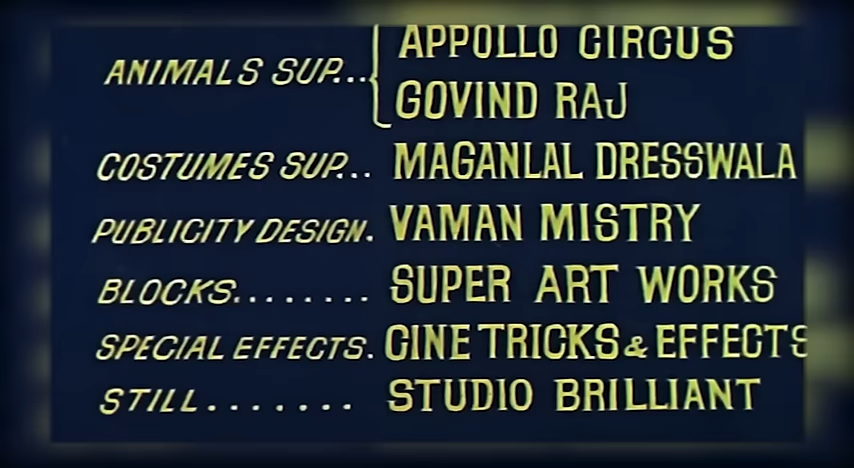 APPOLLO CIRCUS
ANIMALS SUP...
GOVIND RAJ
COSTUMES SUP... MAGANLAL DRESSWALA
PUBLICITY DESIGN. VAMAN MISTRY
BLOCKS........ SUPER ART WORKS
SPECIAL EFFECTS. CINE TRICKS & EFFECTS
STILL....... STUDIO BRILLIANT